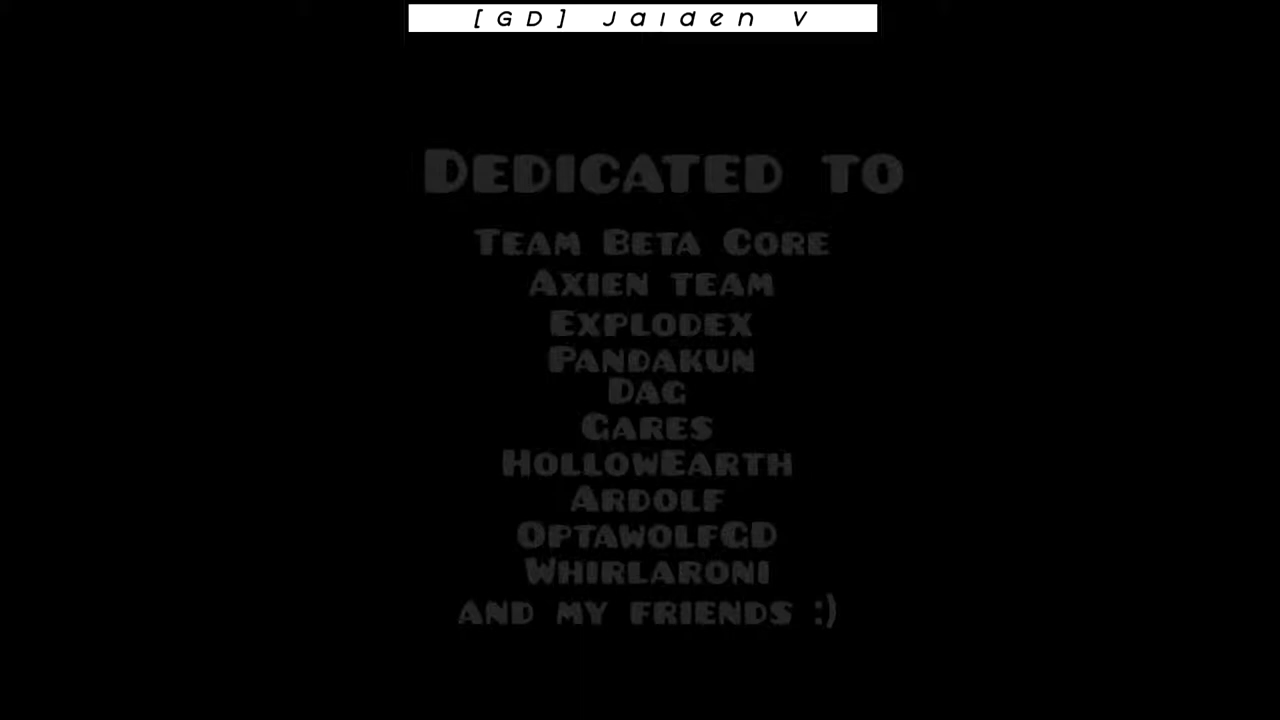 [GD] Jaiden V
Dedicated to
Team Beta Core
Axien team
Explodex
Pandakun
Dag
Gares
HollowEarth
Ardolf
OptawolfGD
Whirlaroni
and my friends :)